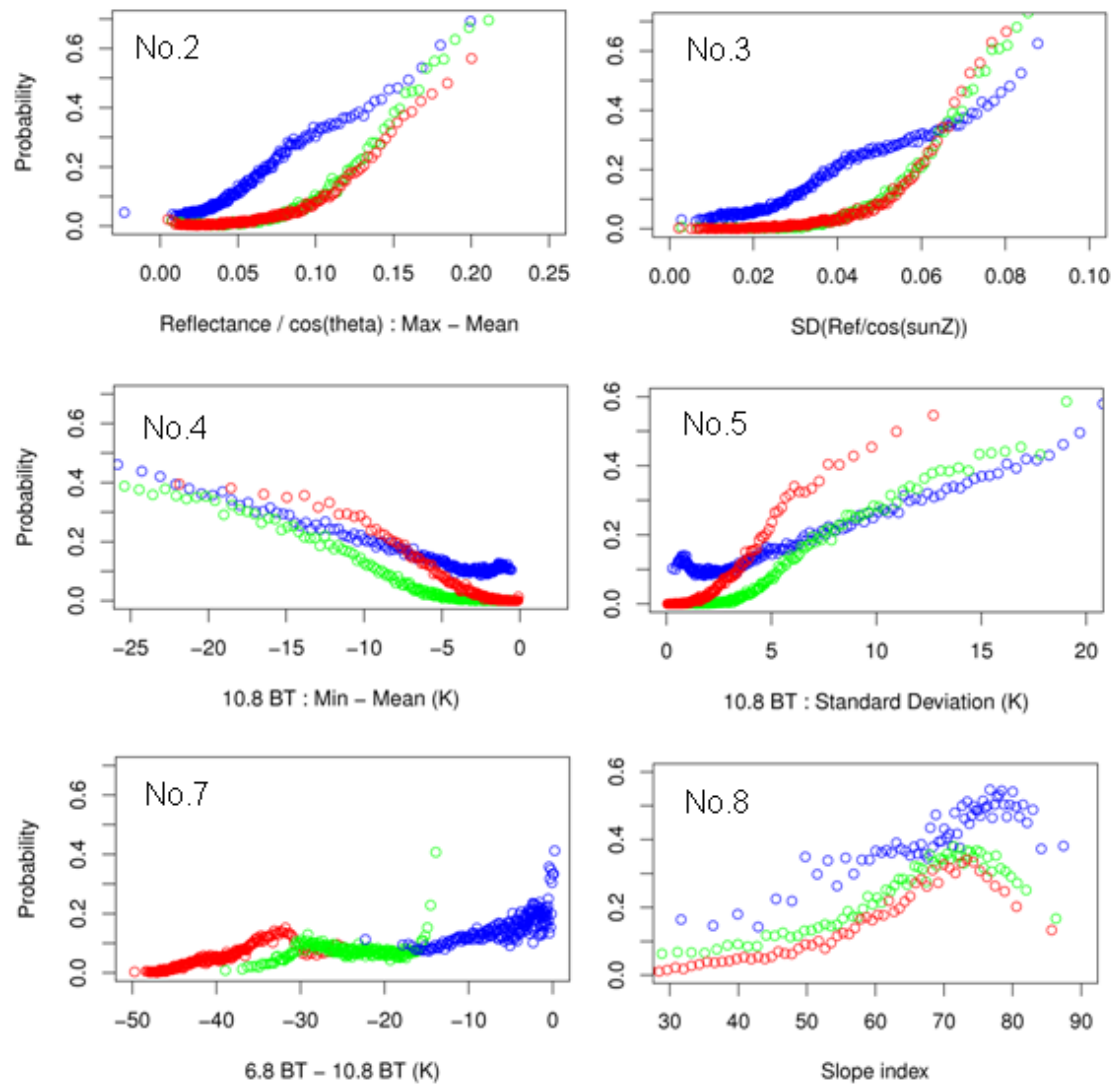 No.2
No.3
Probability
0.0 0.2 0.4 0.6
0.0 0.2 0.4 0.6
0.00 0.05 0.10 0.15 0.20 0.25
0.00 0.02 0.04 0.06 0.08 0.10
Reflectance / cos(theta) : Max − Mean
SD(Ref/cos(sunZ))
No.4
No.5
Probability
0.0 0.2 0.4 0.6
0.0 0.2 0.4 0.6
−25 −20 −15 −10 −5 0
0 5 10 15 20
10.8 BT : Min − Mean (K)
10.8 BT : Standard Deviation (K)
No.7
No.8
Probability
0.0 0.2 0.4 0.6
0.0 0.2 0.4 0.6
−50 −40 −30 −20 −10 0
30 40 50 60 70 80 90
6.8 BT − 10.8 BT (K)
Slope index